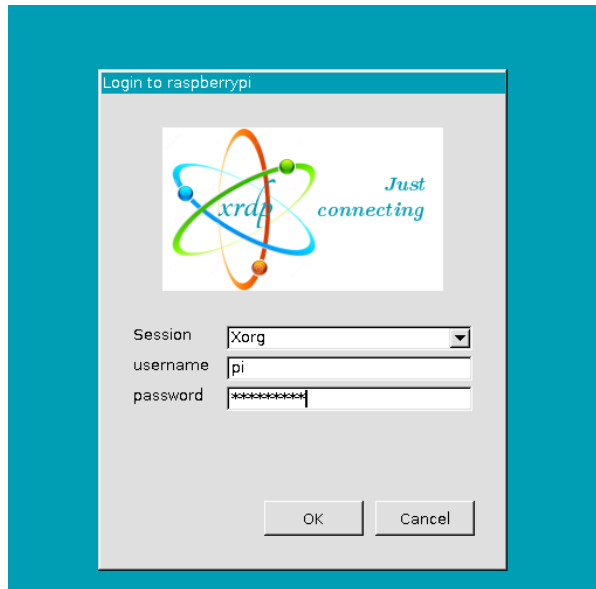 Login to raspberrypi
xrdp
Just
connecting
Session Xorg
username pi
password *********
OK Cancel